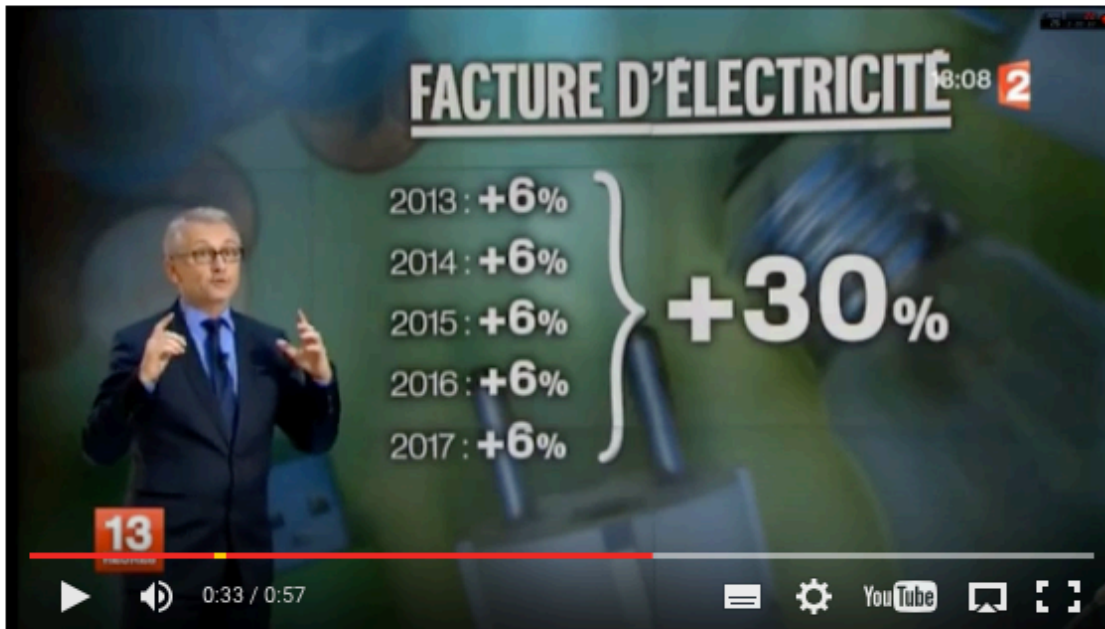 FACTURE D'ÉLECTRICITÉ
:08 2
2013 : +6%
2014 : +6%
2015 : +6%
2016 : +6%
2017 : +6%
+30%
13
0:33 / 0:57
YouTube